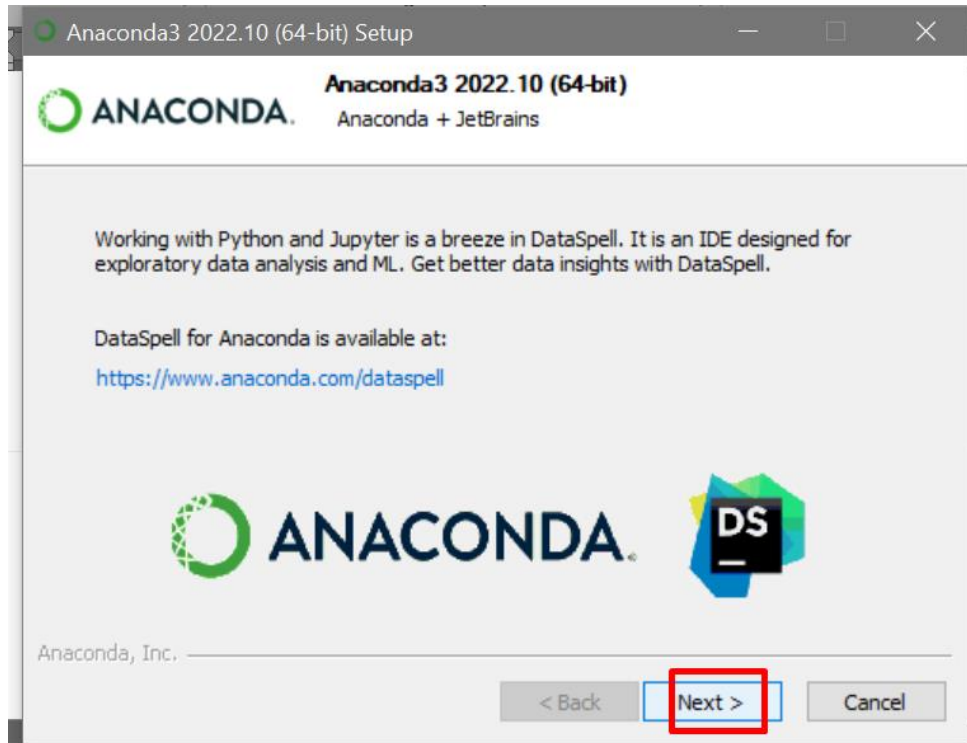 Anaconda3 2022.10 (64-bit) Setup
ANACONDA.
Anaconda3 2022.10 (64-bit)
Anaconda + JetBrains
Working with Python and Jupyter is a breeze in DataSpell. It is an IDE designed for
exploratory data analysis and ML. Get better data insights with DataSpell.
DataSpell for Anaconda is available at:
https://www.anaconda.com/dataspell
ANACONDA.
DS
Anaconda, Inc.
< Back Next > Cancel